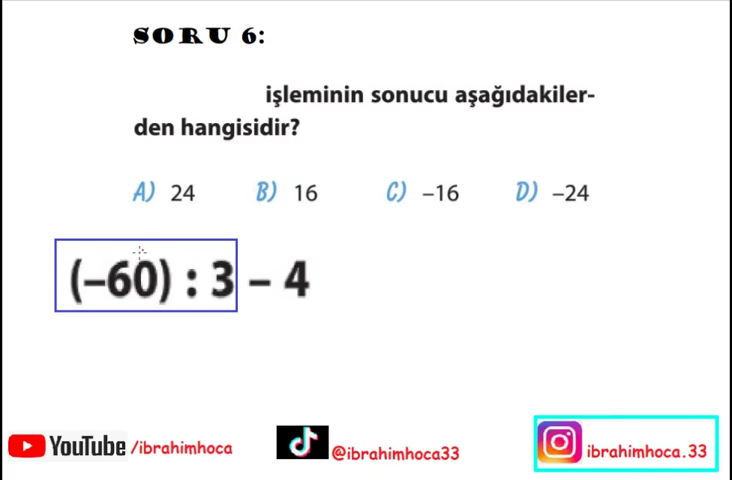 SORU 6:
işleminin sonucu aşağıdakiler-
den hangisidir?
A) 24 B) 16 C) –16 D) –24
(–60) : 3 – 4
YouTube /ibrahimhoca @ibrahimhoca33 ibrahimhoca.33